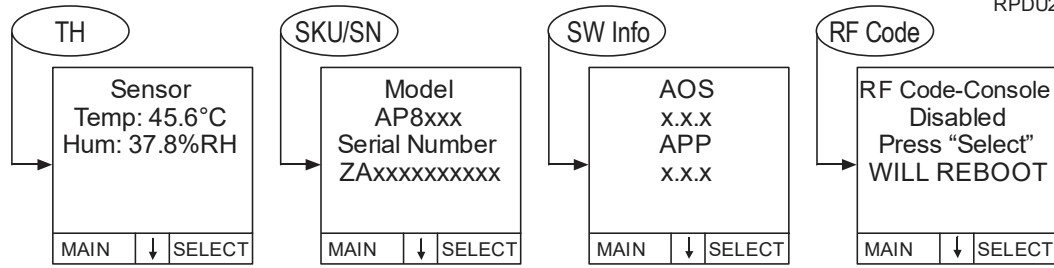 RPDU2
TH
Sensor
Temp: 45.6°C
Hum: 37.8%RH
MAIN ↓ SELECT
SKU/SN
Model
AP8xxx
Serial Number
ZAxxxxxxxxxx
MAIN ↓ SELECT
SW Info
AOS
x.x.x
APP
x.x.x
MAIN ↓ SELECT
RF Code
RF Code-Console
Disabled
Press “Select”
WILL REBOOT
MAIN ↓ SELECT